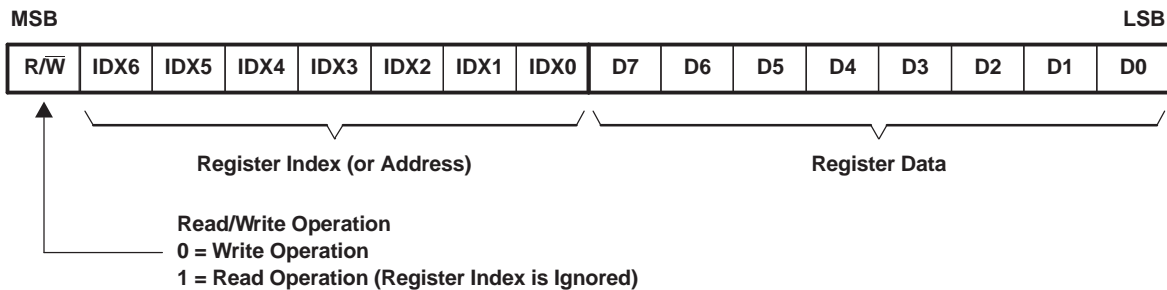 MSB LSB
R/W̅ IDX6 IDX5 IDX4 IDX3 IDX2 IDX1 IDX0 D7 D6 D5 D4 D3 D2 D1 D0
Register Index (or Address) Register Data
Read/Write Operation
0 = Write Operation
1 = Read Operation (Register Index is Ignored)